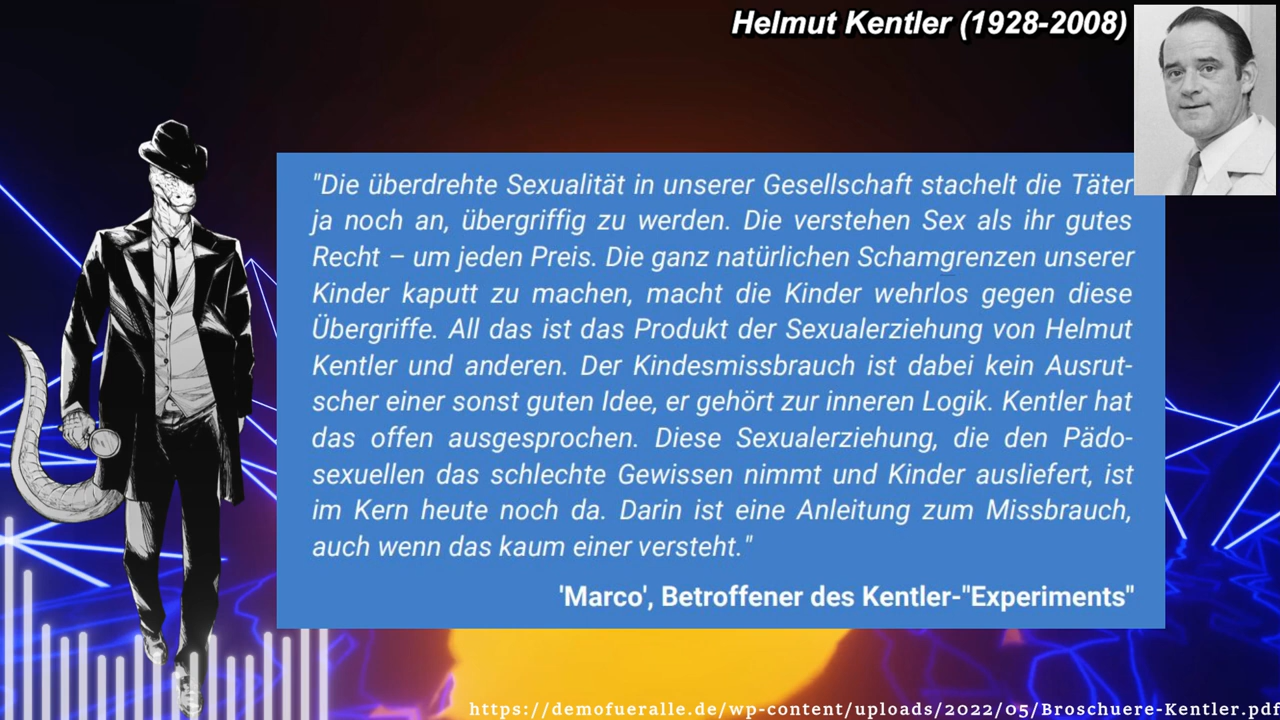 Helmut Kentler (1928-2008)
"Die überdrehte Sexualität in unserer Gesellschaft stachelt die Täter
ja noch an, übergriffig zu werden. Die verstehen Sex als ihr gutes
Recht – um jeden Preis. Die ganz natürlichen Schamgrenzen unserer
Kinder kaputt zu machen, macht die Kinder wehrlos gegen diese
Übergriffe. All das ist das Produkt der Sexualerziehung von Helmut
Kentler und anderen. Der Kindesmissbrauch ist dabei kein Ausrut-
scher einer sonst guten Idee, er gehört zur inneren Logik. Kentler hat
das offen ausgesprochen. Diese Sexualerziehung, die den Pädo-
sexuellen das schlechte Gewissen nimmt und Kinder ausliefert, ist
im Kern heute noch da. Darin ist eine Anleitung zum Missbrauch,
auch wenn das kaum einer versteht."
'Marco', Betroffener des Kentler-"Experiments"
https://demofueralle.de/wp-content/uploads/2022/05/Broschuere-Kentler.pdf